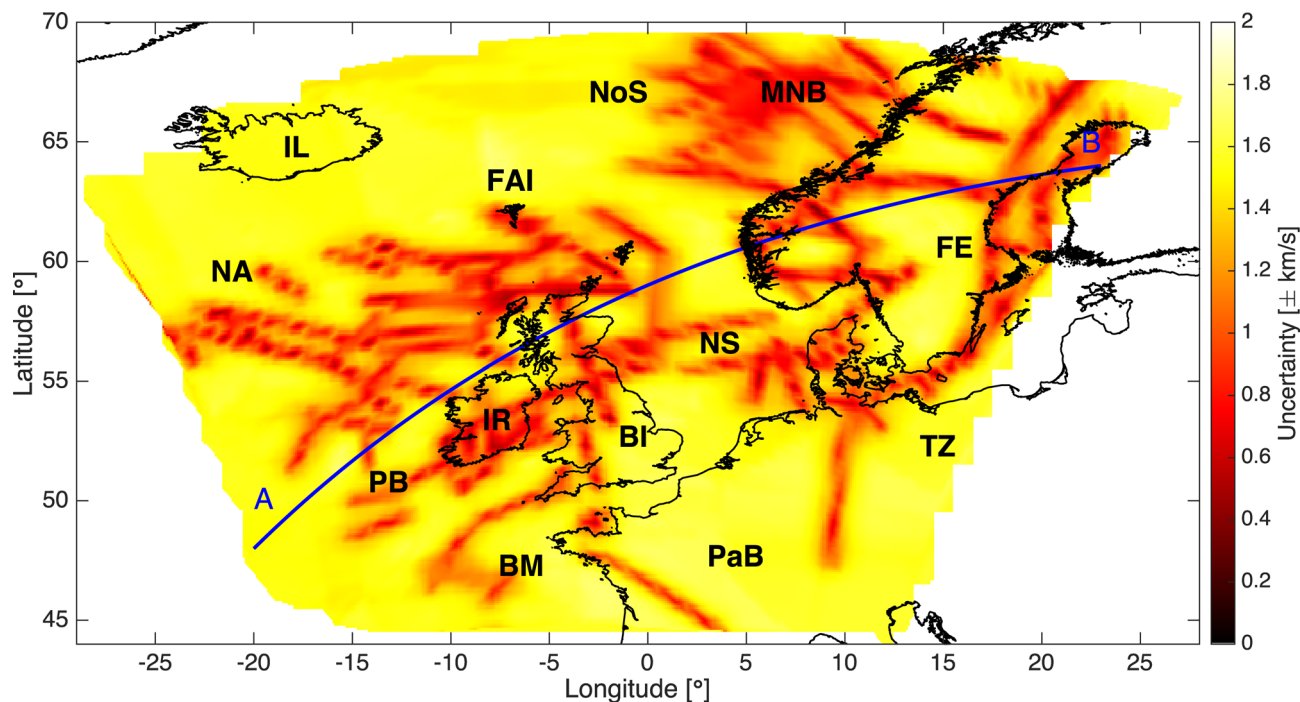 70
65
60
55
50
45
Latitude [°]
NoS
MNB
IL
B
FAI
NA
FE
NS
IR
BI
TZ
PB
A
BM
PaB
-25
-20
-15
-10
-5
0
5
10
15
20
25
Longitude [°]
2
1.8
1.6
1.4
1.2
1
0.8
0.6
0.4
0.2
0
Uncertainty [± km/s]